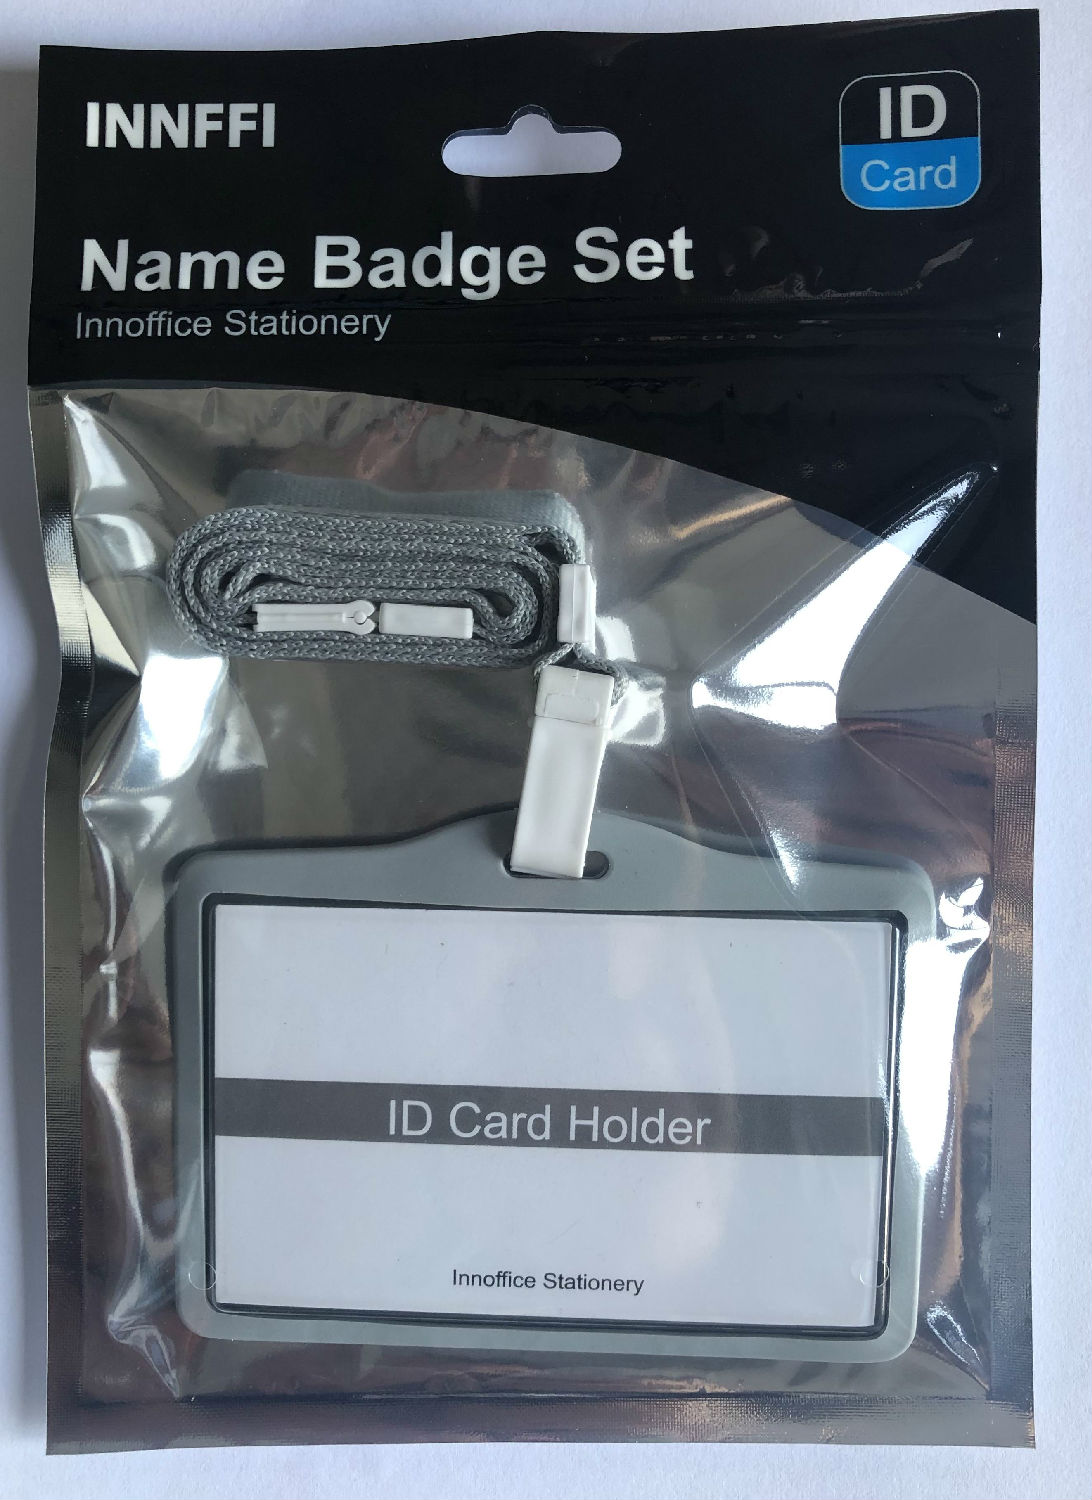 INNFFI
ID
Card
Name Badge Set
Innoffice Stationery
ID Card Holder
Innoffice Stationery